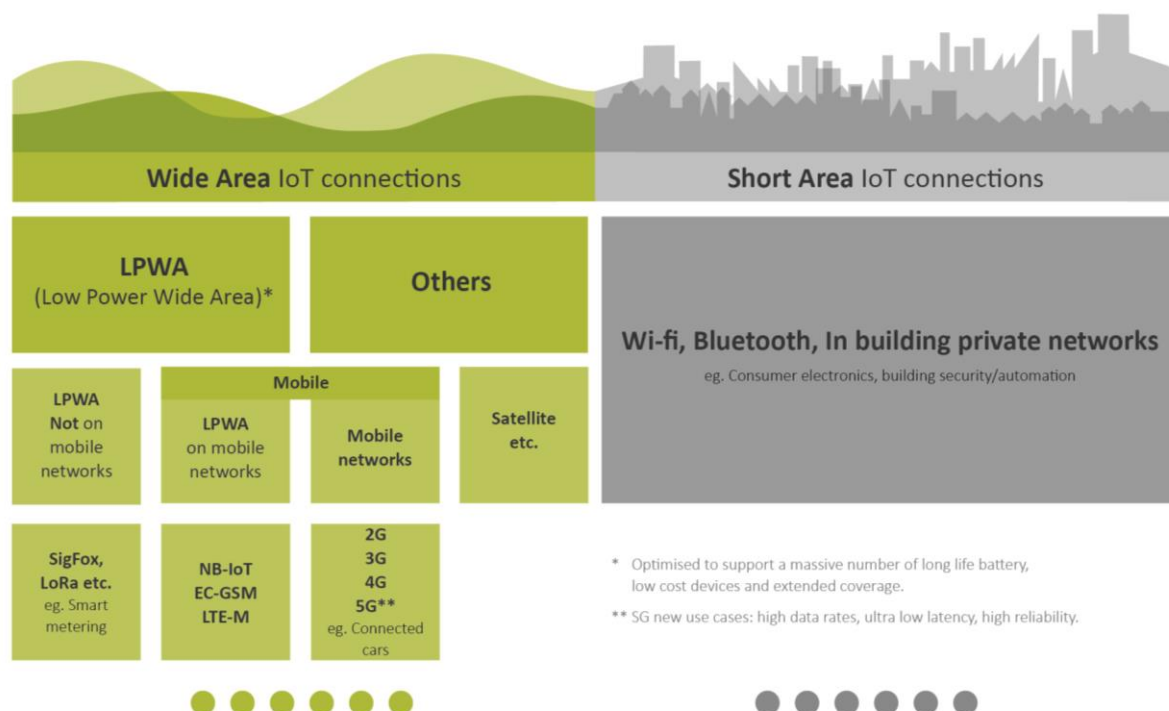 Wide Area IoT connections
Short Area IoT connections
LPWA
(Low Power Wide Area)*
Others
Wi-fi, Bluetooth, In building private networks
eg. Consumer electronics, building security/automation
Mobile
LPWA
Not on
mobile
networks
LPWA
on mobile
networks
Mobile
networks
Satellite
etc.
SigFox,
LoRa etc.
eg. Smart
metering
NB-IoT
EC-GSM
LTE-M
2G
3G
4G
5G**
eg. Connected
cars
* Optimised to support a massive number of long life battery,
low cost devices and extended coverage.
** SG new use cases: high data rates, ultra low latency, high reliability.